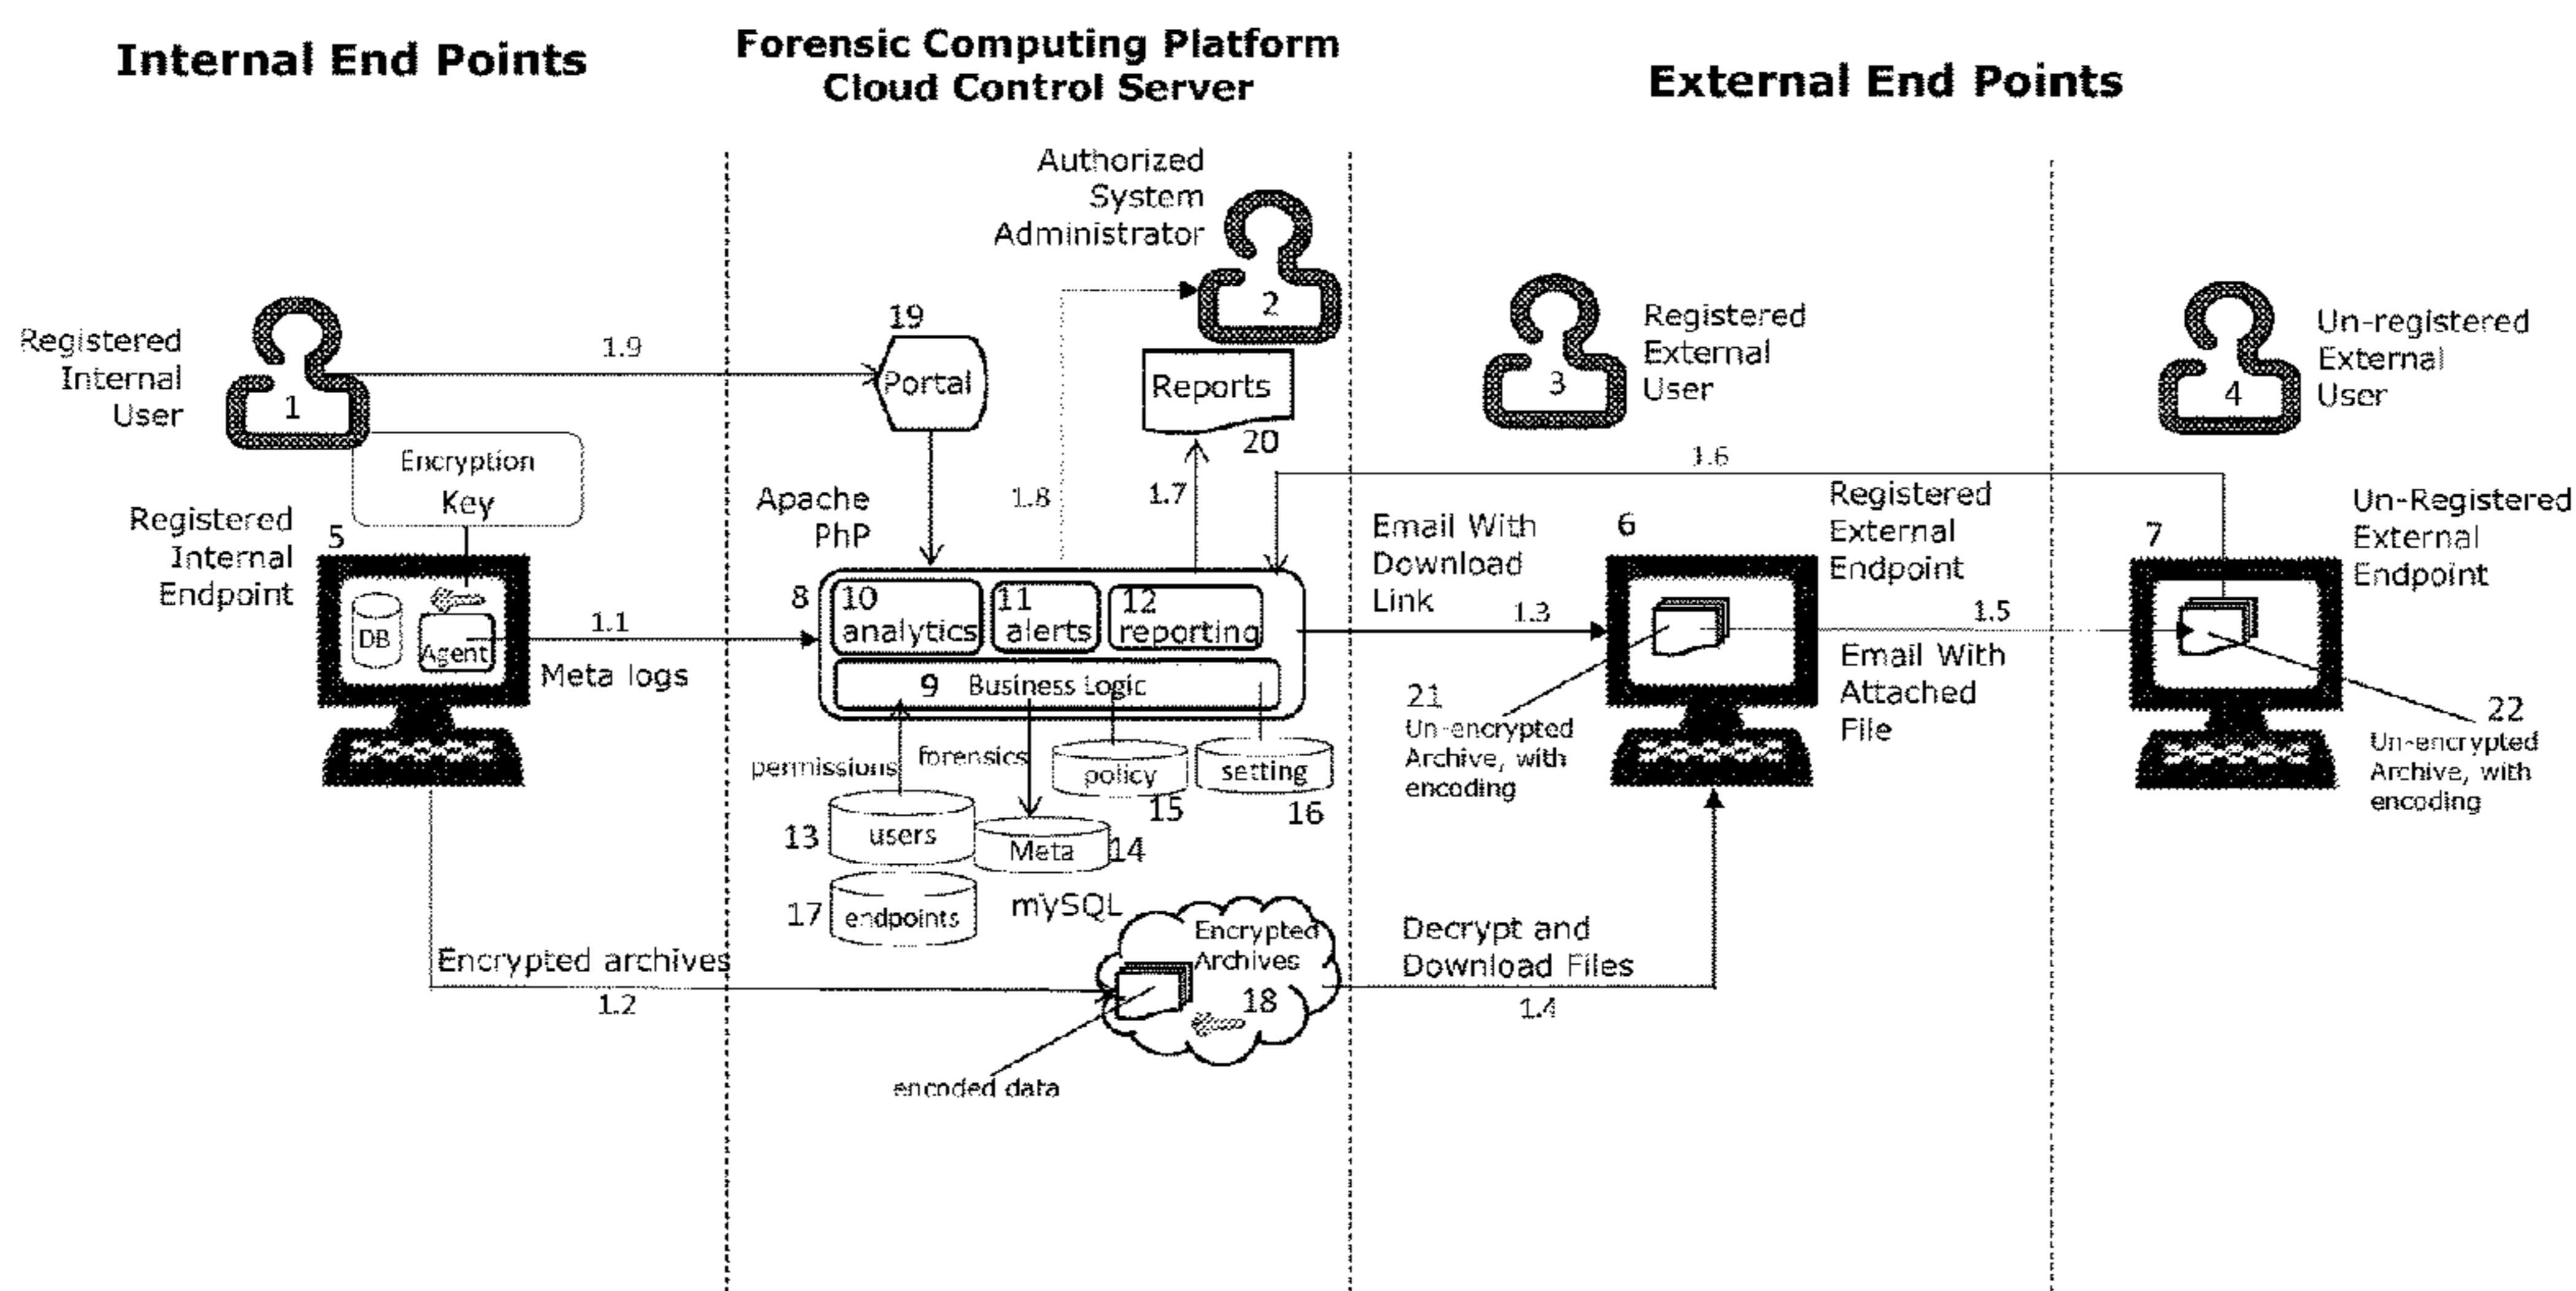 Internal End Points
Forensic Computing Platform
Cloud Control Server
External End Points
Authorized
System
Administrator
2
Registered
Internal
User
1
1.9
19
Portal
Reports
20
3
Registered
External
User
4
Un-registered
External
User
Encryption
Key
Registered
Internal
Endpoint
5
DB
Agent
1.1
Meta logs
Apache
PhP
1.8
1.7
1.6
8
10
analytics
11
alerts
12
reporting
9 Business Logic
Email With
Download
Link
1.3
6
Registered
External
Endpoint
1.5
Email With
Attached
File
7
Un-Registered
External
Endpoint
21
Un-encrypted
Archive, with
encoding
22
Un-encrypted
Archive, with
encoding
permissions
forensics
policy
15
setting
16
13
users
Meta
14
17
endpoints
mySQL
Encrypted archives
1.2
Encrypted
Archives
18
encoded data
Decrypt and
Download Files
1.4